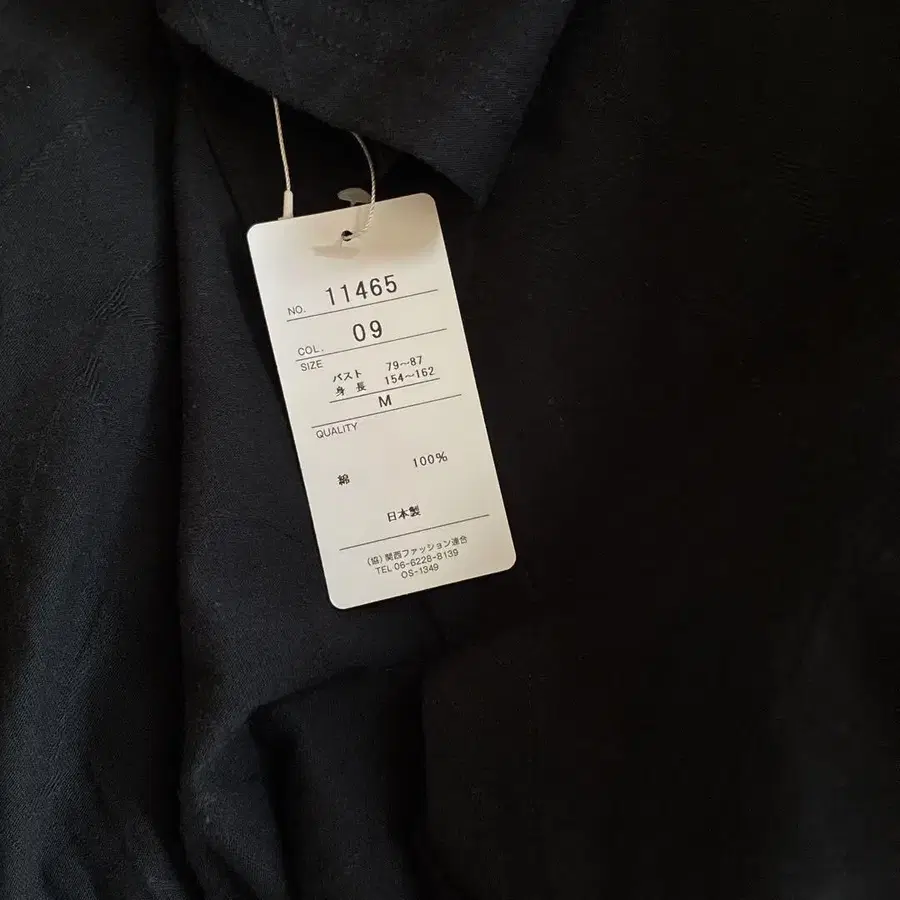 NO. 11465
COL. 09
SIZE
バスト 79～87
身長 154～162
M
QUALITY
綿 100%
日本製
(協)関西ファッション連合
TEL 06-6228-8139
OS-1349